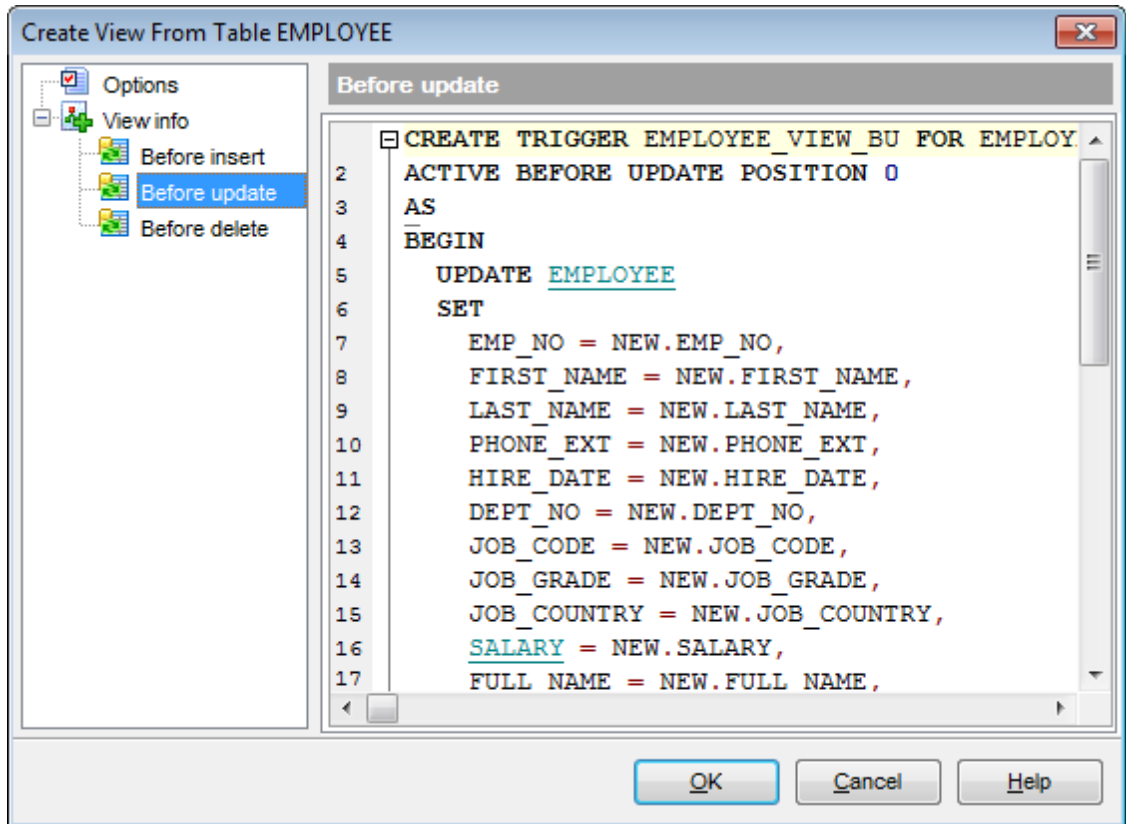 Create View From Table EMPLOYEE
Options
View info
Before insert
Before update
Before delete
Before update
CREATE TRIGGER EMPLOYEE_VIEW_BU FOR EMPLOY
2 ACTIVE BEFORE UPDATE POSITION 0
3 AS
4 BEGIN
5 UPDATE EMPLOYEE
6 SET
7 EMP_NO = NEW.EMP_NO,
8 FIRST_NAME = NEW.FIRST_NAME,
9 LAST_NAME = NEW.LAST_NAME,
10 PHONE_EXT = NEW.PHONE_EXT,
11 HIRE_DATE = NEW.HIRE_DATE,
12 DEPT_NO = NEW.DEPT_NO,
13 JOB_CODE = NEW.JOB_CODE,
14 JOB_GRADE = NEW.JOB_GRADE,
15 JOB_COUNTRY = NEW.JOB_COUNTRY,
16 SALARY = NEW.SALARY,
17 FULL_NAME = NEW.FULL_NAME,
OK Cancel Help